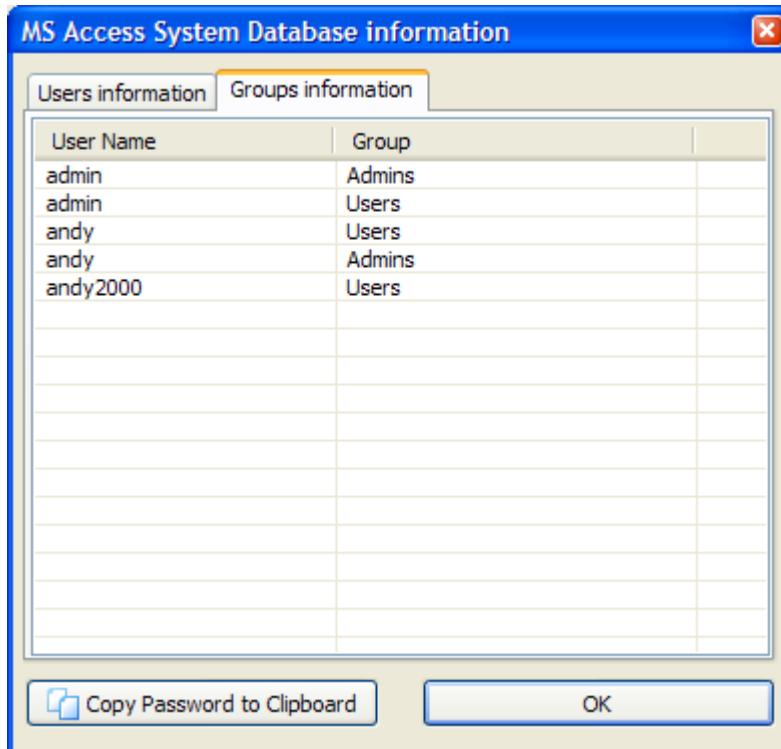 MS Access System Database information
Users information Groups information
User Name Group
admin Admins
admin Users
andy Users
andy Admins
andy2000 Users
Copy Password to Clipboard OK